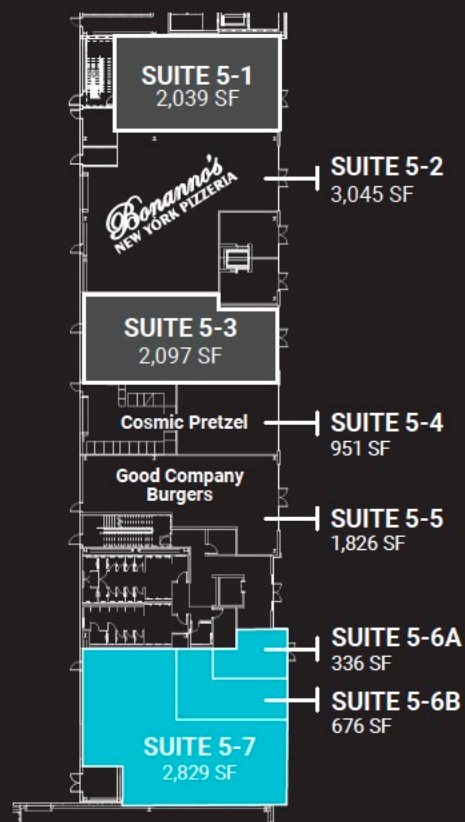 SUITE 5-1
2,039 SF
Bonanno's
NEW YORK PIZZERIA
SUITE 5-2
3,045 SF
SUITE 5-3
2,097 SF
Cosmic Pretzel
SUITE 5-4
951 SF
Good Company
Burgers
SUITE 5-5
1,826 SF
SUITE 5-6A
336 SF
SUITE 5-6B
676 SF
SUITE 5-7
2,829 SF